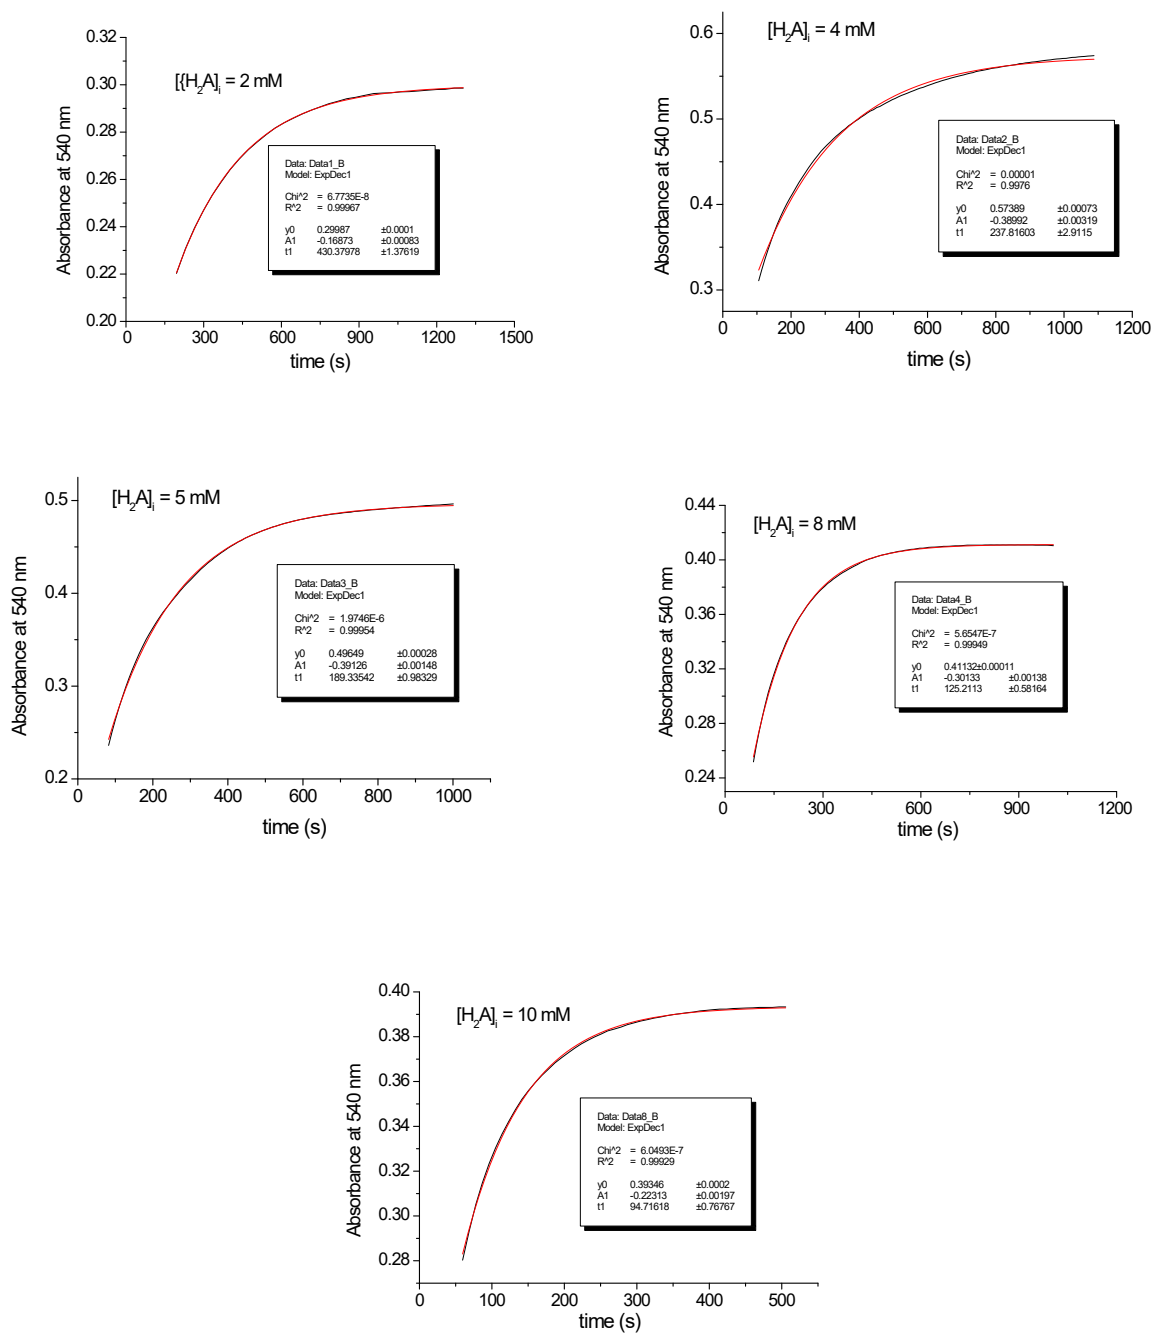 [{H2A]i = 2 mM
Absorbance at 540 nm
0.32
0.30
0.28
0.26
0.24
0.22
0.20
0 300 600 900 1200 1500
time (s)
Data: Data1_B
Model: ExpDec1
Chi^2 = 6.7735E-8
R^2 = 0.99967
y0 0.29987 ±0.0001
A1 -0.16873 ±0.00083
t1 430.37978 ±1.37619
[H2A]i = 4 mM
Absorbance at 540 nm
0.6
0.5
0.4
0.3
0 200 400 600 800 1000 1200
time (s)
Data: Data2_B
Model: ExpDec1
Chi^2 = 0.00001
R^2 = 0.9976
y0 0.57389 ±0.00073
A1 -0.38992 ±0.00319
t1 237.81603 ±2.9115
[H2A]i = 5 mM
Absorbance at 540 nm
0.5
0.4
0.3
0.2
0 200 400 600 800 1000
time (s)
Data: Data3_B
Model: ExpDec1
Chi^2 = 1.9746E-6
R^2 = 0.99954
y0 0.49649 ±0.00028
A1 -0.39126 ±0.00148
t1 189.33542 ±0.98329
[H2A]i = 8 mM
Absorbance at 540 nm
0.44
0.40
0.36
0.32
0.28
0.24
0 300 600 900 1200
time (s)
Data: Data4_B
Model: ExpDec1
Chi^2 = 5.6547E-7
R^2 = 0.99949
y0 0.41132±0.00011
A1 -0.30133 ±0.00138
t1 125.2113 ±0.58164
[H2A]i = 10 mM
Absorbance at 540 nm
0.40
0.38
0.36
0.34
0.32
0.30
0.28
0 100 200 300 400 500
time (s)
Data: Data8_B
Model: ExpDec1
Chi^2 = 6.0493E-7
R^2 = 0.99929
y0 0.39346 ±0.0002
A1 -0.22313 ±0.00197
t1 94.71618 ±0.76767